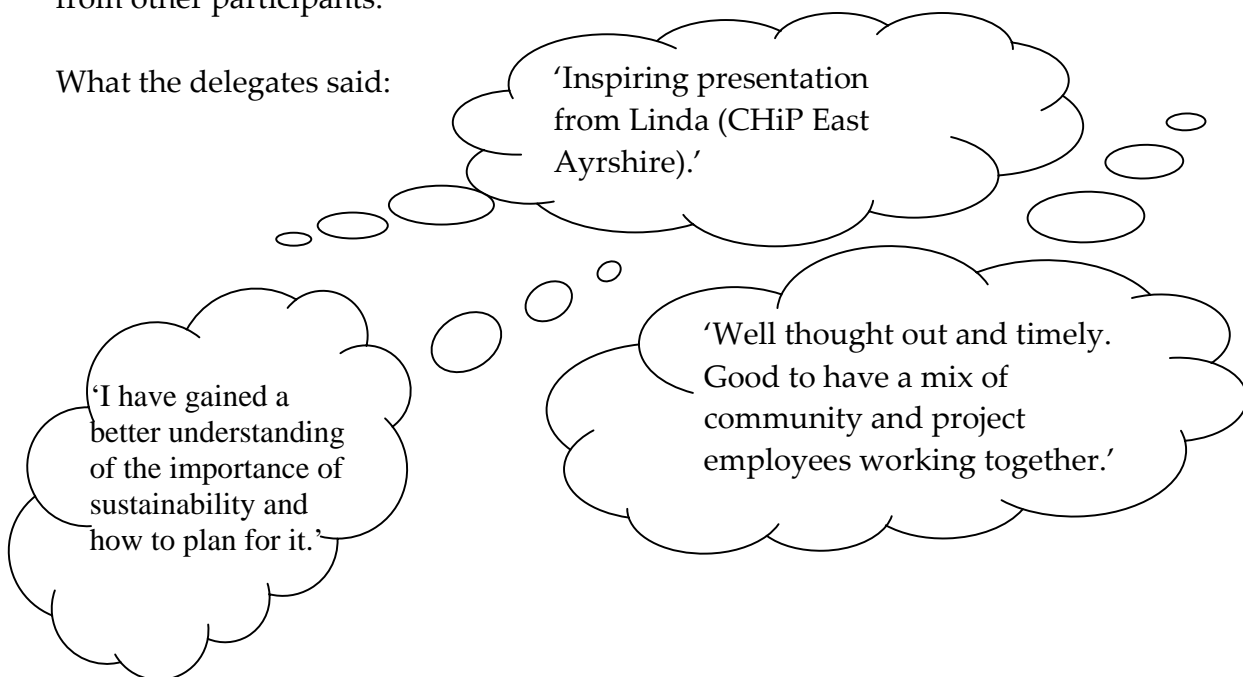 from other participants.
What the delegates said:
‘Inspiring presentation
from Linda (CHiP East
Ayrshire).’
‘Well thought out and timely.
Good to have a mix of
community and project
employees working together.’
‘I have gained a
better understanding
of the importance of
sustainability and
how to plan for it.’